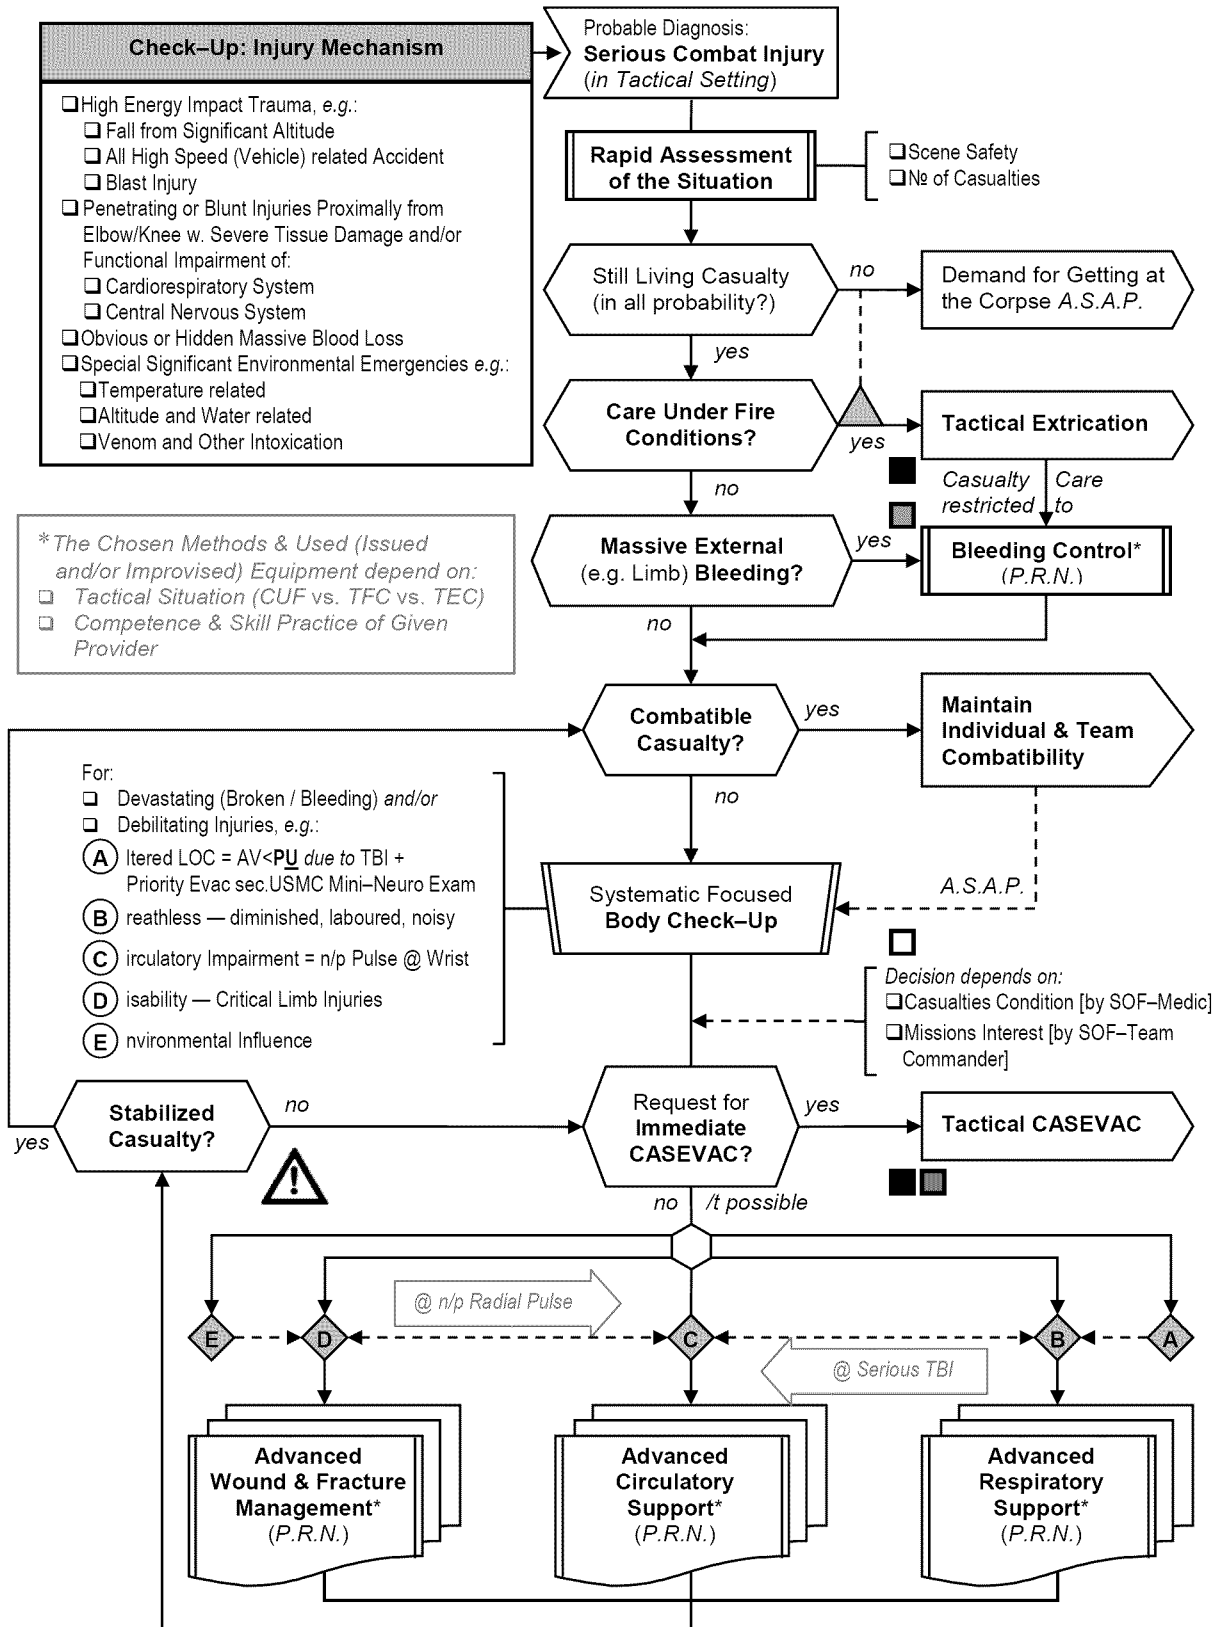 Check–Up: Injury Mechanism
❑High Energy Impact Trauma, e.g.:
❑ Fall from Significant Altitude
❑ All High Speed (Vehicle) related Accident
❑ Blast Injury
❑Penetrating or Blunt Injuries Proximally from
Elbow/Knee w. Severe Tissue Damage and/or
Functional Impairment of:
❑ Cardiorespiratory System
❑ Central Nervous System
❑Obvious or Hidden Massive Blood Loss
❑Special Significant Environmental Emergencies e.g.:
❑Temperature related
❑Altitude and Water related
❑Venom and Other Intoxication
Probable Diagnosis:
Serious Combat Injury
(in Tactical Setting)
Rapid Assessment
of the Situation
❑Scene Safety
❑№ of Casualties
Still Living Casualty
(in all probability?)
no
Demand for Getting at
the Corpse A.S.A.P.
yes
Care Under Fire
Conditions?
yes
Tactical Extrication
no
Casualty Care
restricted to
* The Chosen Methods & Used (Issued
and/or Improvised) Equipment depend on:
❑ Tactical Situation (CUF vs. TFC vs. TEC)
❑ Competence & Skill Practice of Given
Provider
Massive External
(e.g. Limb) Bleeding?
yes
Bleeding Control*
(P.R.N.)
no
Combatible
Casualty?
yes
Maintain
Individual & Team
Combatibility
no
For:
❑ Devastating (Broken / Bleeding) and/or
❑ Debilitating Injuries, e.g.:
A ltered LOC = AV<PU due to TBI +
Priority Evac sec.USMC Mini–Neuro Exam
B reathless — diminished, laboured, noisy
C irculatory Impairment = n/p Pulse @ Wrist
D isability — Critical Limb Injuries
E nvironmental Influence
Systematic Focused
Body Check–Up
A.S.A.P.
Decision depends on:
❑Casualties Condition [by SOF–Medic]
❑Missions Interest [by SOF–Team
Commander]
Stabilized
Casualty?
yes
no
!
Request for
Immediate
CASEVAC?
yes
Tactical CASEVAC
no /t possible
@ n/p Radial Pulse
E D C B A
@ Serious TBI
Advanced
Wound & Fracture
Management*
(P.R.N.)
Advanced
Circulatory
Support*
(P.R.N.)
Advanced
Respiratory
Support*
(P.R.N.)